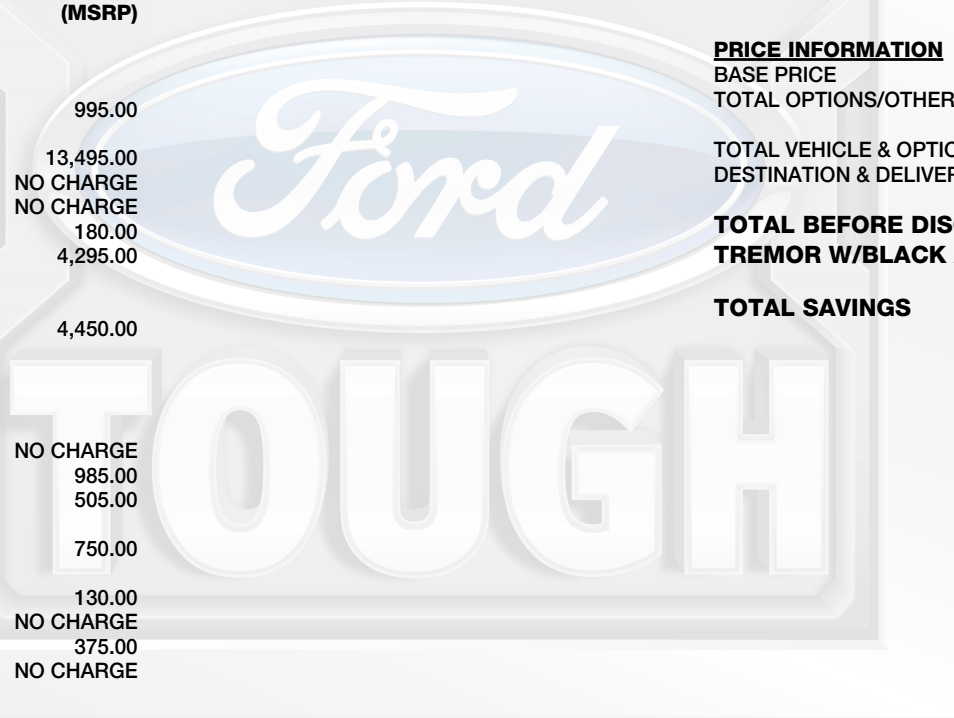 (MSRP)
995.00
13,495.00
NO CHARGE
NO CHARGE
180.00
4,295.00
4,450.00
NO CHARGE
985.00
505.00
750.00
130.00
NO CHARGE
375.00
NO CHARGE
PRICE INFORMATION
BASE PRICE
TOTAL OPTIONS/OTHER
TOTAL VEHICLE & OPTIO
DESTINATION & DELIVER
TOTAL BEFORE DIS
TREMOR W/BLACK
TOTAL SAVINGS
Ford
TOUGH